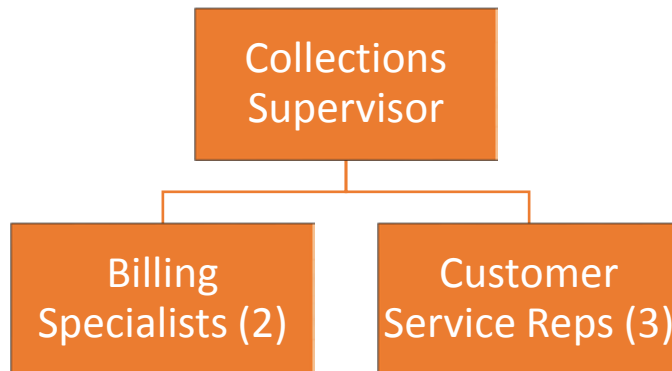 Collections
Supervisor
Billing
Specialists (2)
Customer
Service Reps (3)